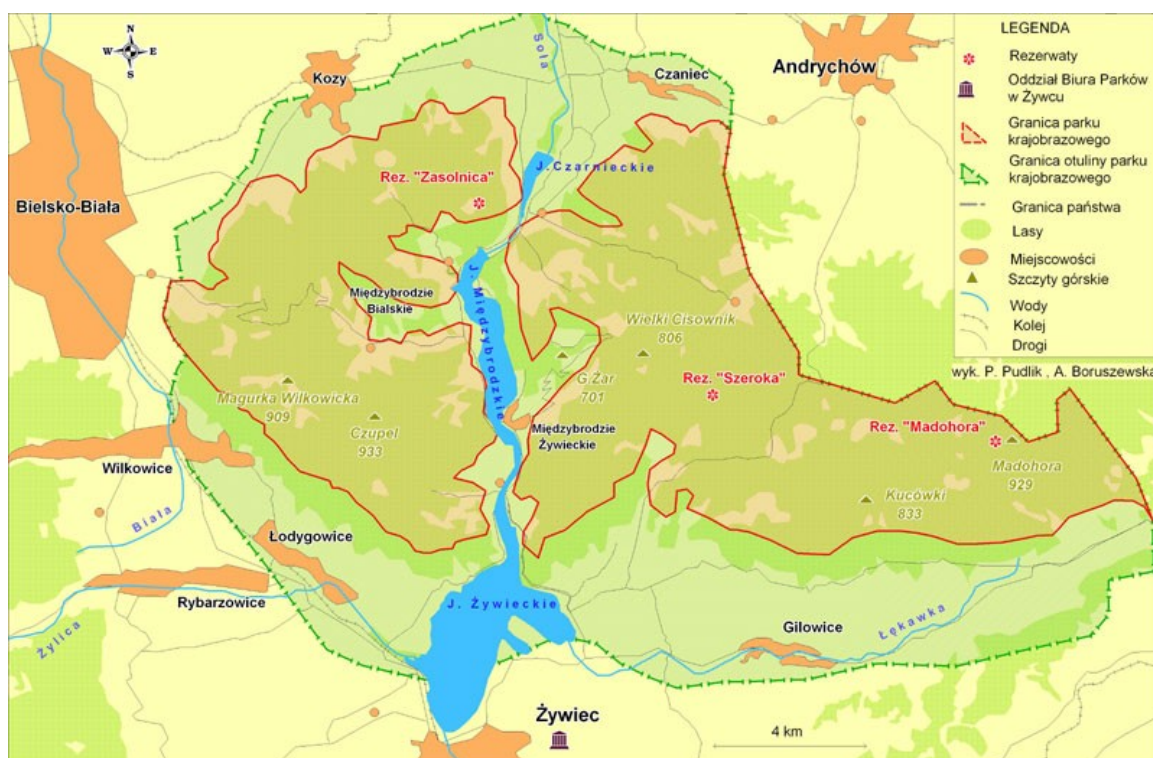 N
W E
S
Soła
Kozy
Czaniec
Andrychów
LEGENDA
Rezerwaty
Oddział Biura Parków
w Żywcu
Granica parku
krajobrazowego
Granica otuliny parku
krajobrazowego
Granica państwa
Lasy
Miejscowości
Szczyty górskie
Wody
Kolej
Drogi
wyk. P. Pudlik , A. Boruszewska
J. Czarnieckie
Rez. "Zasolnica"
Bielsko-Biała
Międzybrodzie
Bialskie
J. Międzybrodzkie
Wielki Cisownik
806
G.Żar
701
Rez. "Szeroka"
Magurka Wilkowicka
909
Czupel
933
Międzybrodzie
Żywieckie
Rez. "Madohora"
Madohora
929
Kucówki
833
Wilkowice
Biała
Łodygowice
Rybarzowice
Żylica
J. Żywieckie
Gilowice
Łękawka
Żywiec
4 km